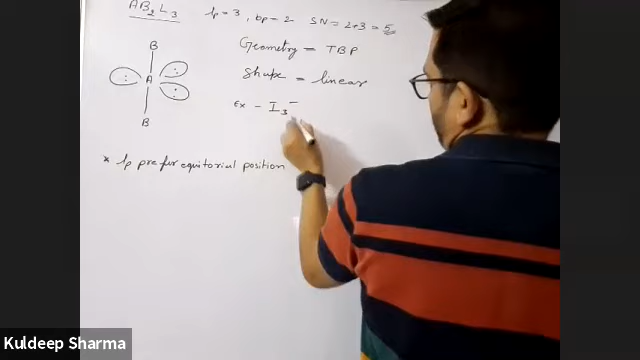 AB₂L₃ lp = 3 , bp = 2 SN = 2+3 = 5
Geometry = TBP
B
Shape = linear
A
Ex - I₃⁻
B
* lp prefer equitorial position
Kuldeep Sharma